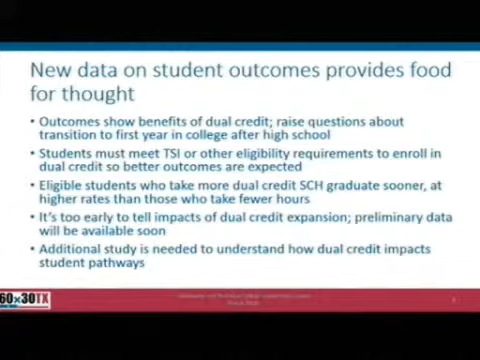 New data on student outcomes provides food
for thought
• Outcomes show benefits of dual credit; raise questions about
transition to first year in college after high school
• Students must meet TSI or other eligibility requirements to enroll in
dual credit so better outcomes are expected
• Eligible students who take more dual credit SCH graduate sooner, at
higher rates than those who take fewer hours
• It's too early to tell impacts of dual credit expansion; preliminary data
will be available soon
• Additional study is needed to understand how dual credit impacts
student pathways
60x30TX